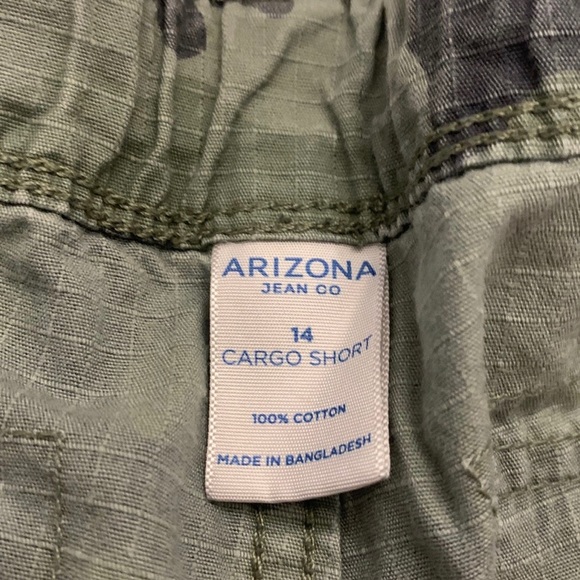 ARIZONA
JEAN CO
14
CARGO SHORT
100% COTTON
MADE IN BANGLADESH